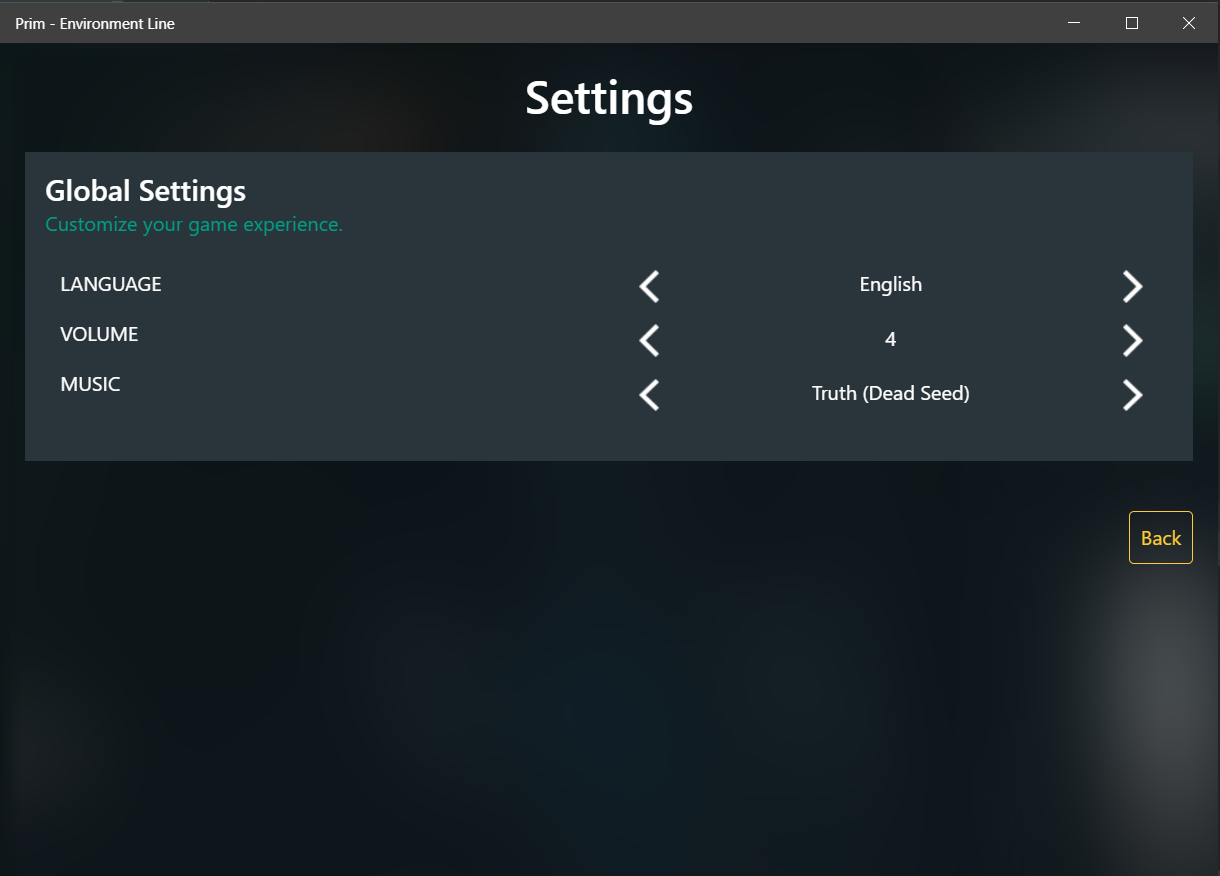 Prim - Environment Line
Settings
Global Settings
Customize your game experience.
LANGUAGE
English
VOLUME
4
MUSIC
Truth (Dead Seed)
Back